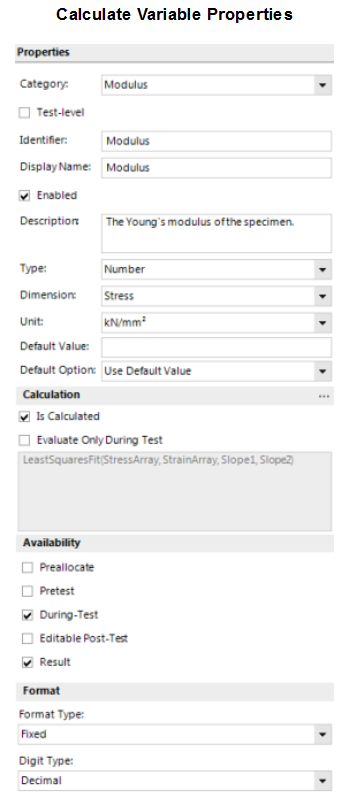 Calculate Variable Properties
Properties
Category: Modulus
Test-level
Identifier: Modulus
Display Name: Modulus
Enabled
Description: The Young's modulus of the specimen.
Type: Number
Dimension: Stress
Unit: kN/mm²
Default Value:
Default Option: Use Default Value
Calculation ...
Is Calculated
Evaluate Only During Test
LeastSquaresFit(StressArray, StrainArray, Slope1, Slope2)
Availability
Preallocate
Pretest
During-Test
Editable Post-Test
Result
Format
Format Type:
Fixed
Digit Type:
Decimal